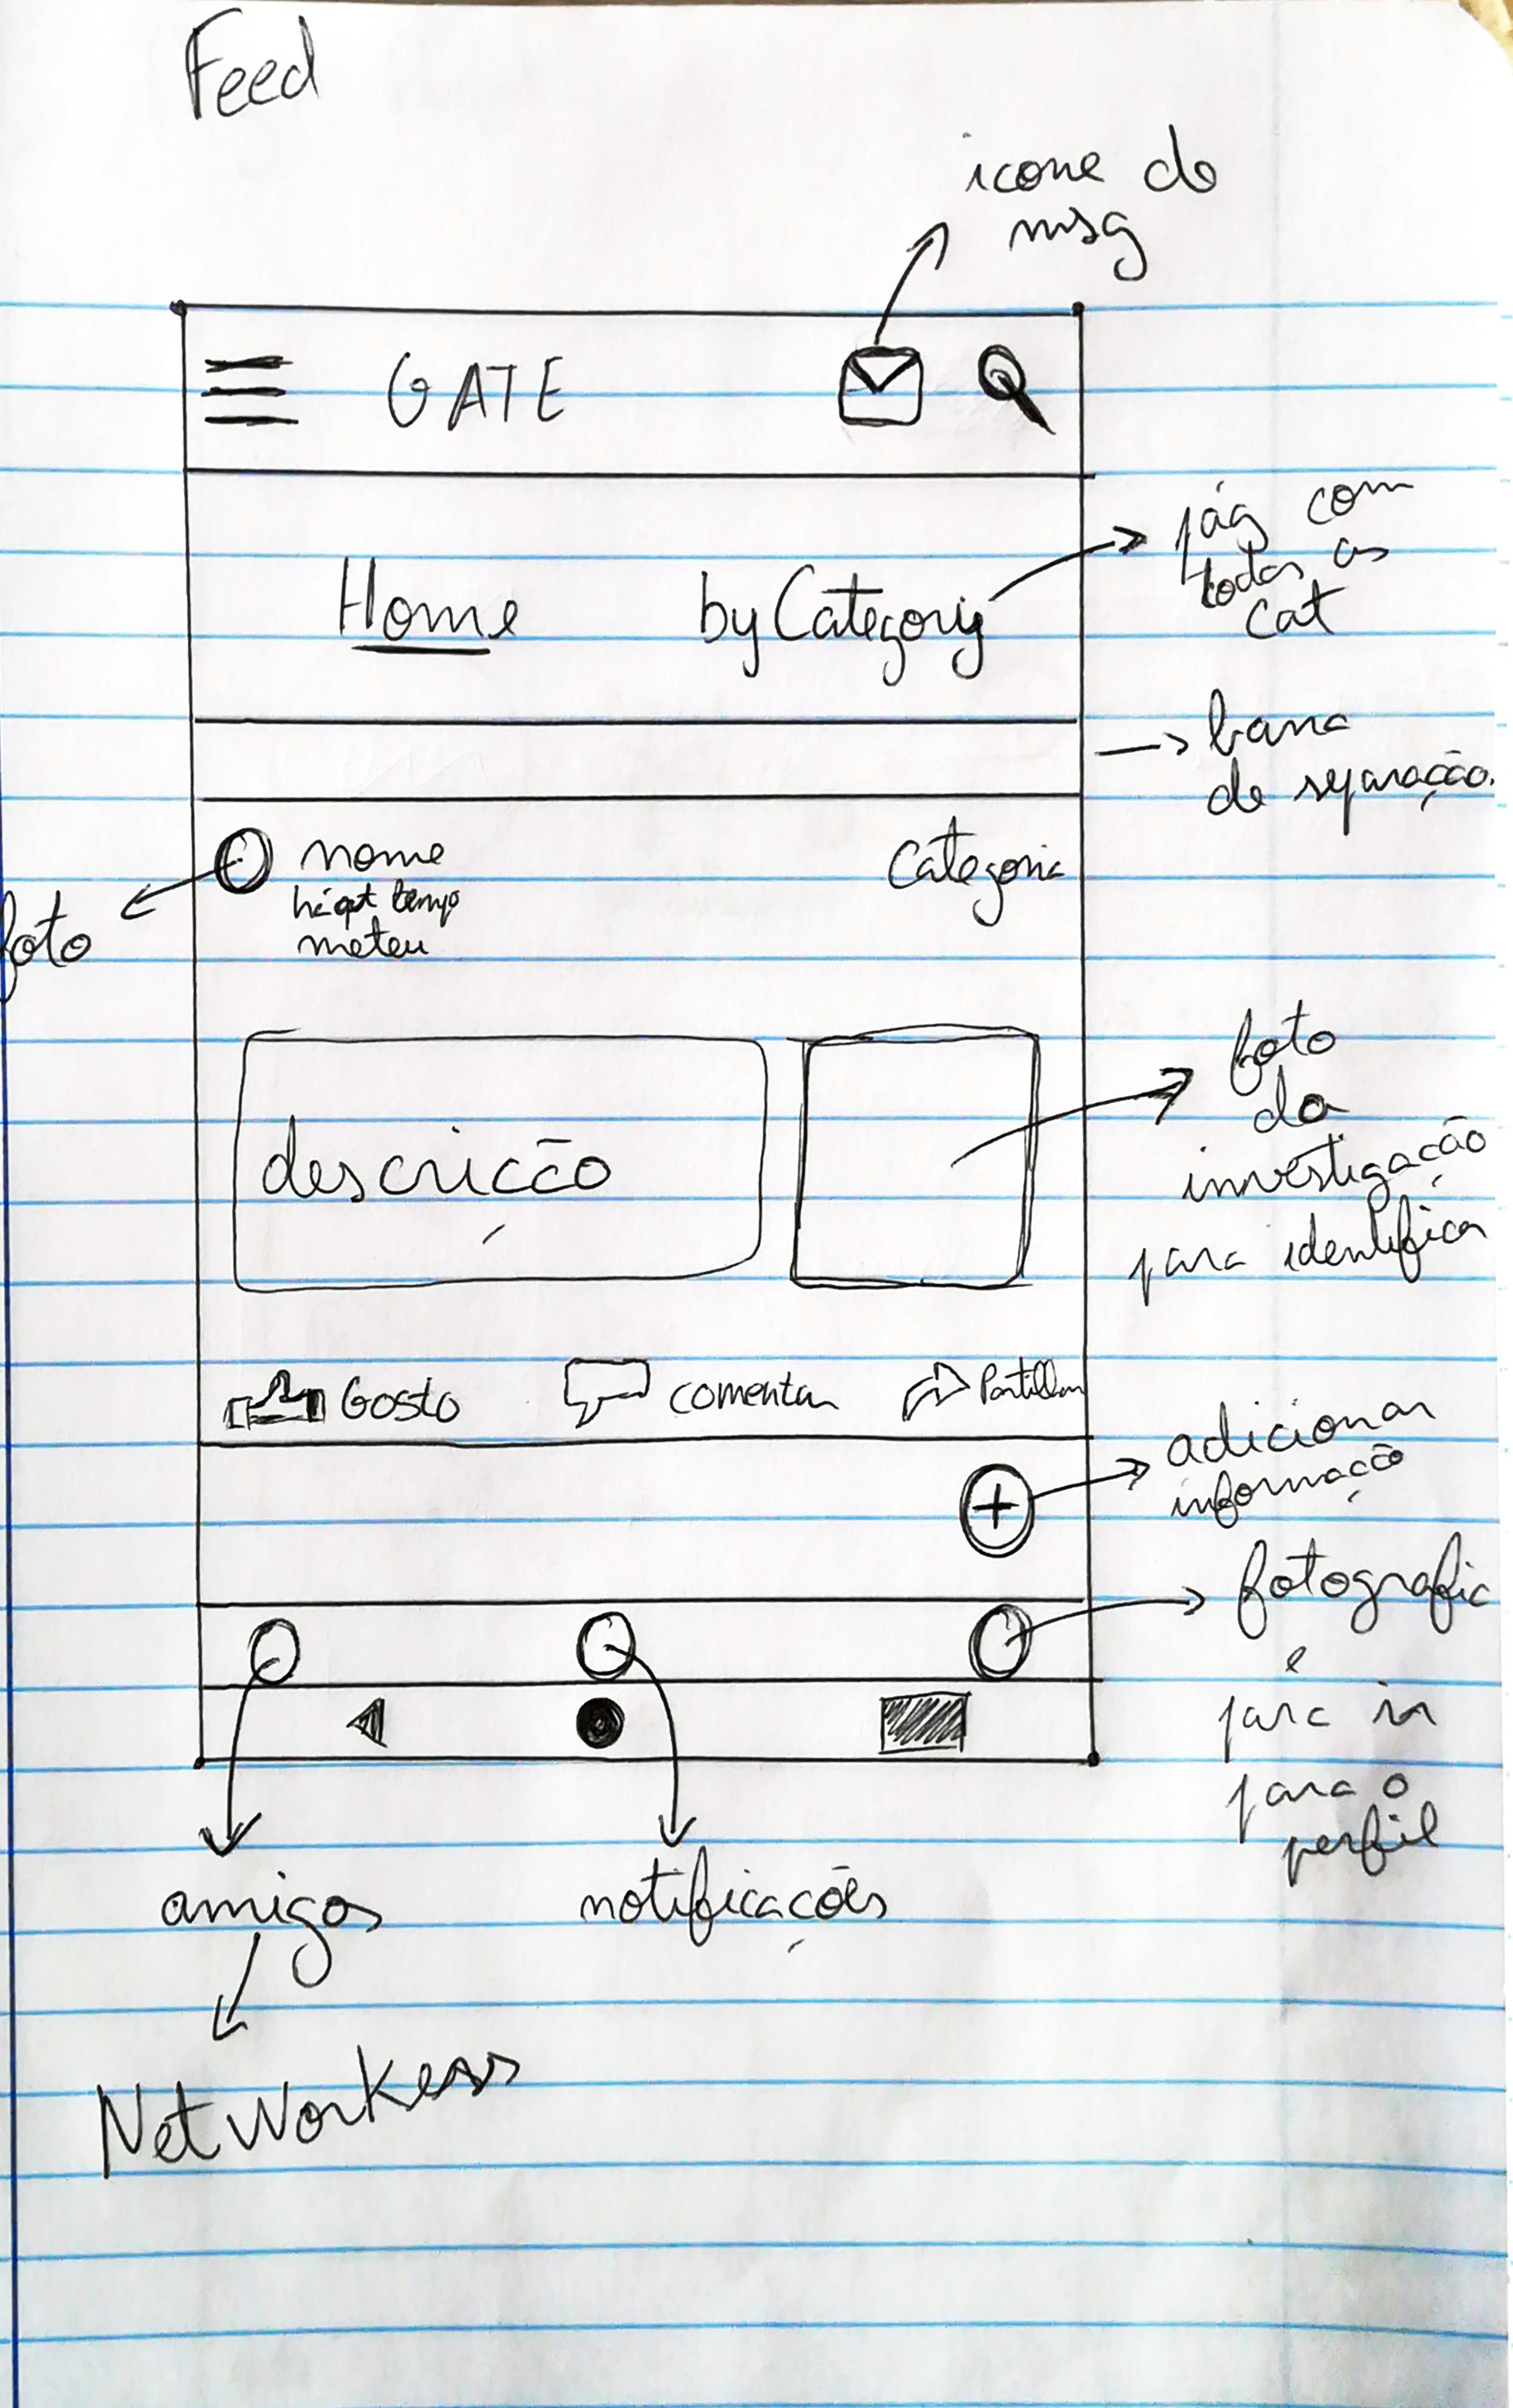 Feed
icone de
msg
GATE
Home
by Category
pág com
todas as
cat
barra
de separação.
nome
há qt tempo
meteu
Categoria
foto
descrição
foto
da
investigação
para identificar
Gosto
comentar
Partilhar
adicionar
informação
fotografia
e
para ir
para o
perfil
amigos
notificações
NetWorkers